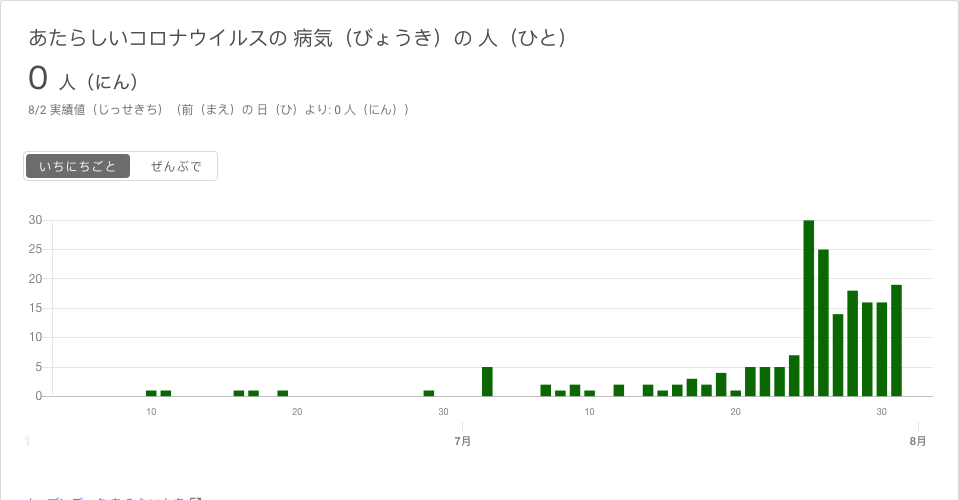 あたらしいコロナウイルスの 病気（びょうき）の 人（ひと）
0 人（にん）
8/2 実績値（じっせきち）（前（まえ）の 日（ひ）より: 0 人（にん））
いちにちごと ぜんぶで
30
25
20
15
10
5
0
10 20 30 10 20 30
7月 8月